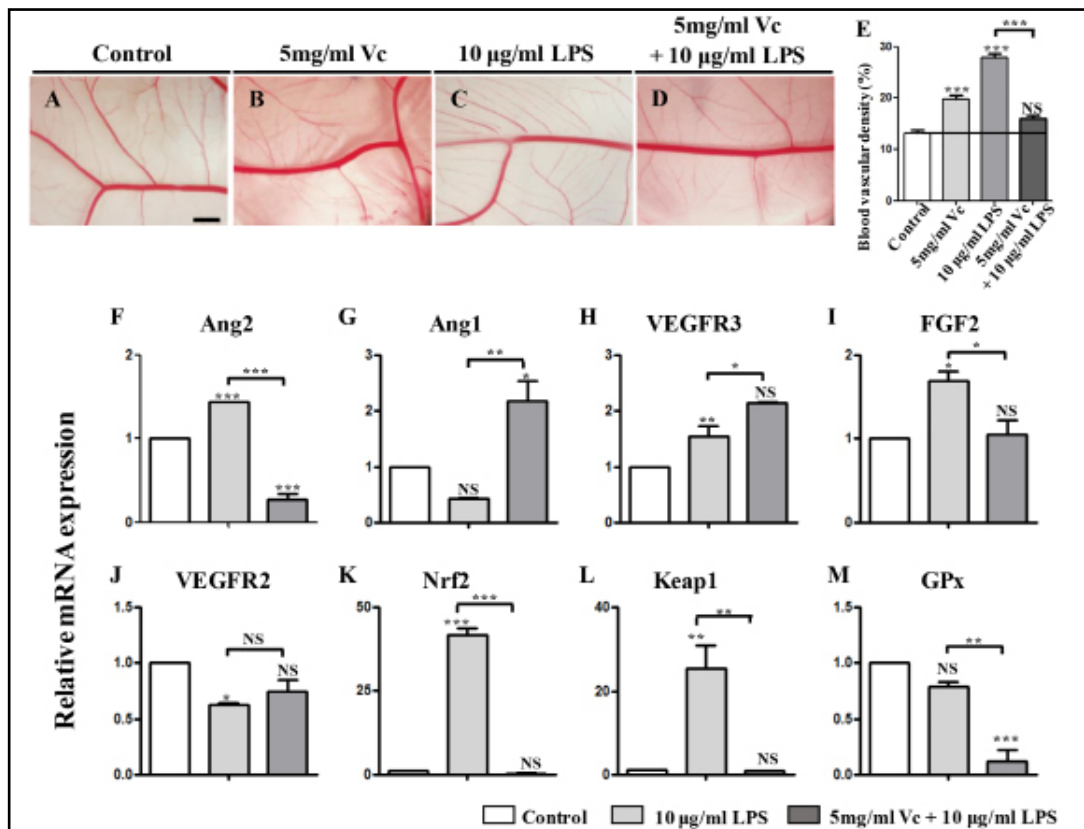 Control
5mg/ml Vc
10 μg/ml LPS
5mg/ml Vc
+ 10 μg/ml LPS
A
B
C
D
E
Blood vascular density (%)
30
20
10
0
***
***
***
NS
Control
5mg/ml Vc
10 μg/ml LPS
5mg/ml Vc
+ 10 μg/ml LPS
Relative mRNA expression
F
Ang2
2
1
0
***
***
***
G
Ang1
3
2
1
0
**
*
NS
H
VEGFR3
3
2
1
0
*
NS
**
I
FGF2
2
1
0
*
*
NS
J
VEGFR2
1.5
1.0
0.5
0.0
NS
NS
*
K
Nrf2
50
25
0
***
***
NS
L
Keap1
40
20
0
**
**
NS
M
GPx
1.5
1.0
0.5
0.0
**
NS
***
Control
10 μg/ml LPS
5mg/ml Vc + 10 μg/ml LPS